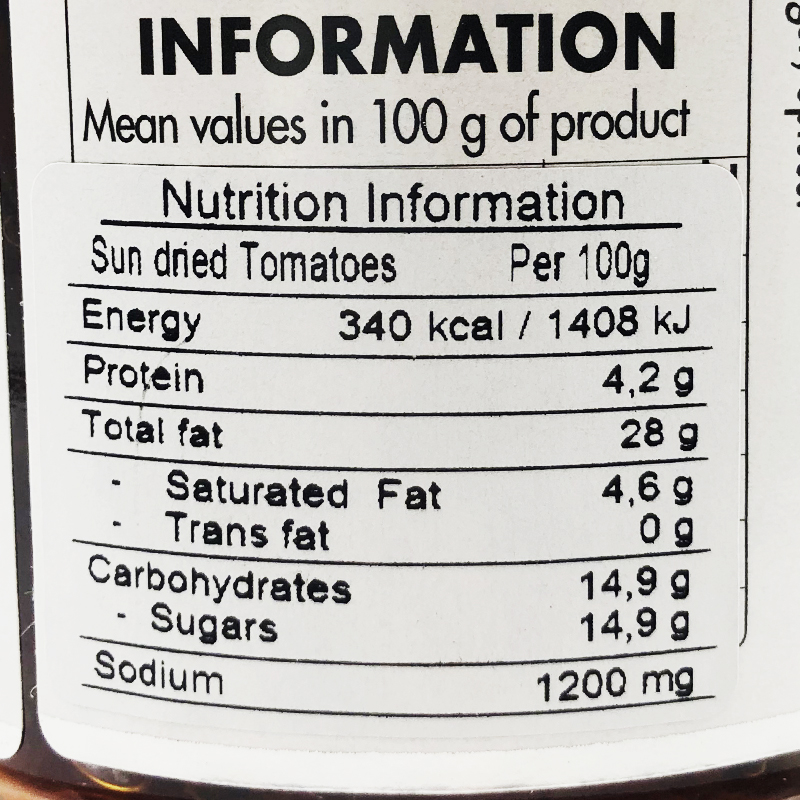 INFORMATION
Mean values in 100 g of product
Nutrition Information
Sun dried Tomatoes Per 100g
Energy 340 kcal / 1408 kJ
Protein 4,2 g
Total fat 28 g
- Saturated Fat 4,6 g
- Trans fat 0 g
Carbohydrates 14,9 g
- Sugars 14,9 g
Sodium 1200 mg